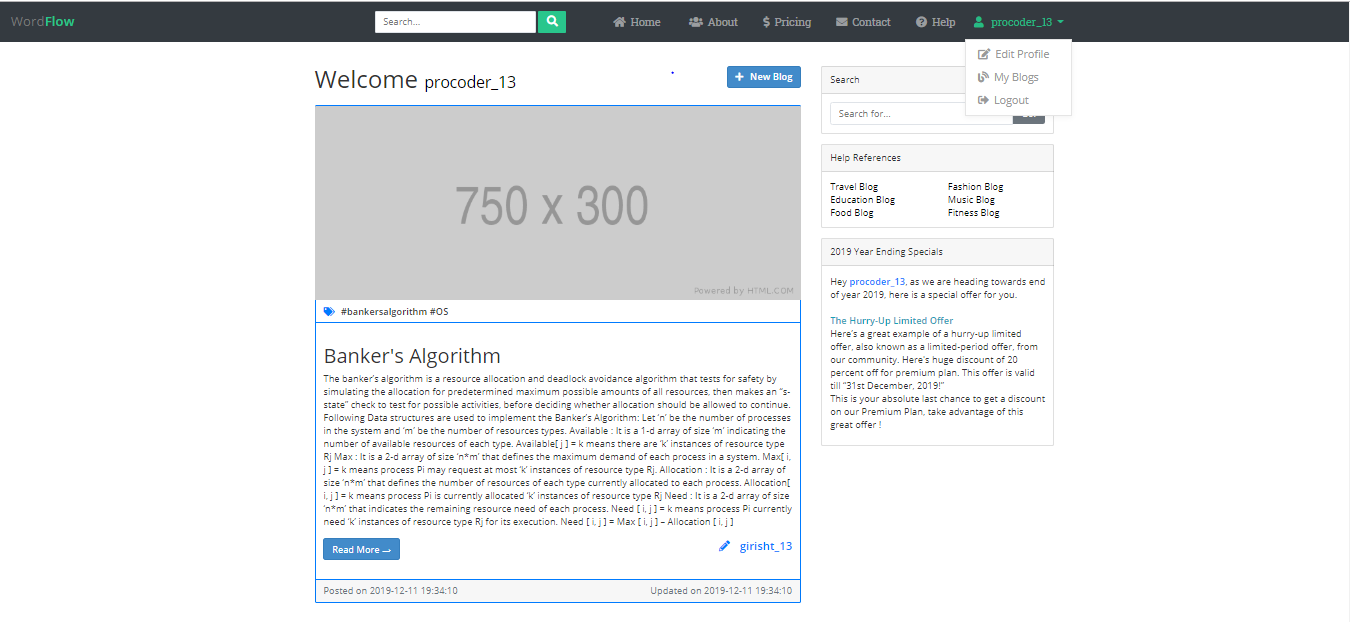 WordFlow
Search...
Home
About
Pricing
Contact
Help
procoder_13
Edit Profile
My Blogs
Logout
Welcome procoder_13
New Blog
750 x 300
Powered by HTML.COM
#bankersalgorithm #OS
Banker's Algorithm
The banker's algorithm is a resource allocation and deadlock avoidance algorithm that tests for safety by
simulating the allocation for predetermined maximum possible amounts of all resources, then makes an “s-
state” check to test for possible activities, before deciding whether allocation should be allowed to continue.
Following Data structures are used to implement the Banker’s Algorithm: Let ‘n’ be the number of processes
in the system and ‘m’ be the number of resources types. Available : It is a 1-d array of size ‘m’ indicating the
number of available resources of each type. Available[ j ] = k means there are ‘k’ instances of resource type
Rj Max : It is a 2-d array of size ‘n*m’ that defines the maximum demand of each process in a system. Max[ i,
j ] = k means process Pi may request at most ‘k’ instances of resource type Rj. Allocation : It is a 2-d array of
size ‘n*m’ that defines the number of resources of each type currently allocated to each process. Allocation[
i, j ] = k means process Pi is currently allocated ‘k’ instances of resource type Rj Need : It is a 2-d array of size
‘n*m’ that indicates the remaining resource need of each process. Need [ i, j ] = k means process Pi currently
need ‘k’ instances of resource type Rj for its execution. Need [ i, j ] = Max [ i, j ] – Allocation [ i, j ]
Read More →
girisht_13
Posted on 2019-12-11 19:34:10
Updated on 2019-12-11 19:34:10
Search
Search for...
Help References
Travel Blog
Fashion Blog
Education Blog
Music Blog
Food Blog
Fitness Blog
2019 Year Ending Specials
Hey procoder_13, as we are heading towards end
of year 2019, here is a special offer for you.
The Hurry-Up Limited Offer
Here’s a great example of a hurry-up limited
offer, also known as a limited-period offer, from
our community. Here's huge discount of 20
percent off for premium plan. This offer is valid
till “31st December, 2019!”
This is your absolute last chance to get a discount
on our Premium Plan, take advantage of this
great offer !